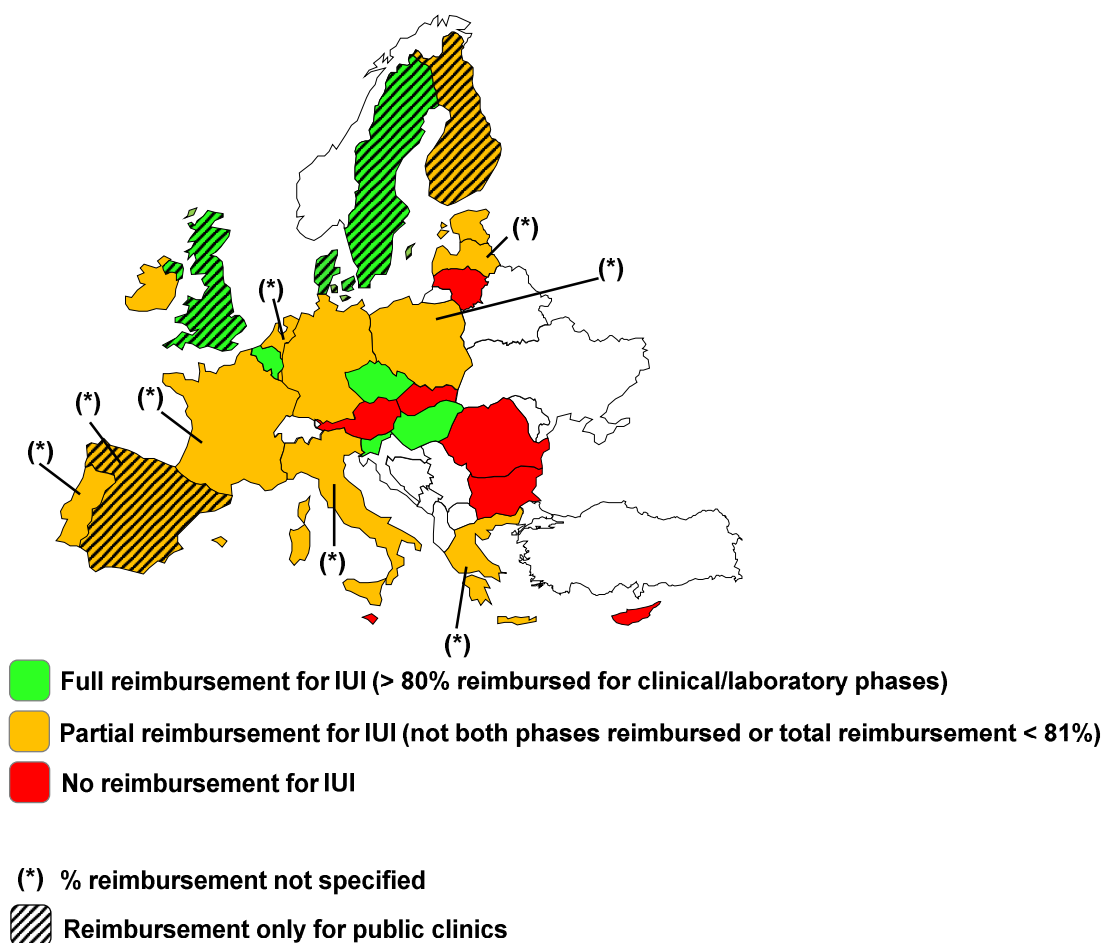 (*)
(*)
(*)
(*)
(*)
(*)
(*)
(*)
Full reimbursement for IUI (> 80% reimbursed for clinical/laboratory phases)
Partial reimbursement for IUI (not both phases reimbursed or total reimbursement < 81%)
No reimbursement for IUI
(*) % reimbursement not specified
Reimbursement only for public clinics